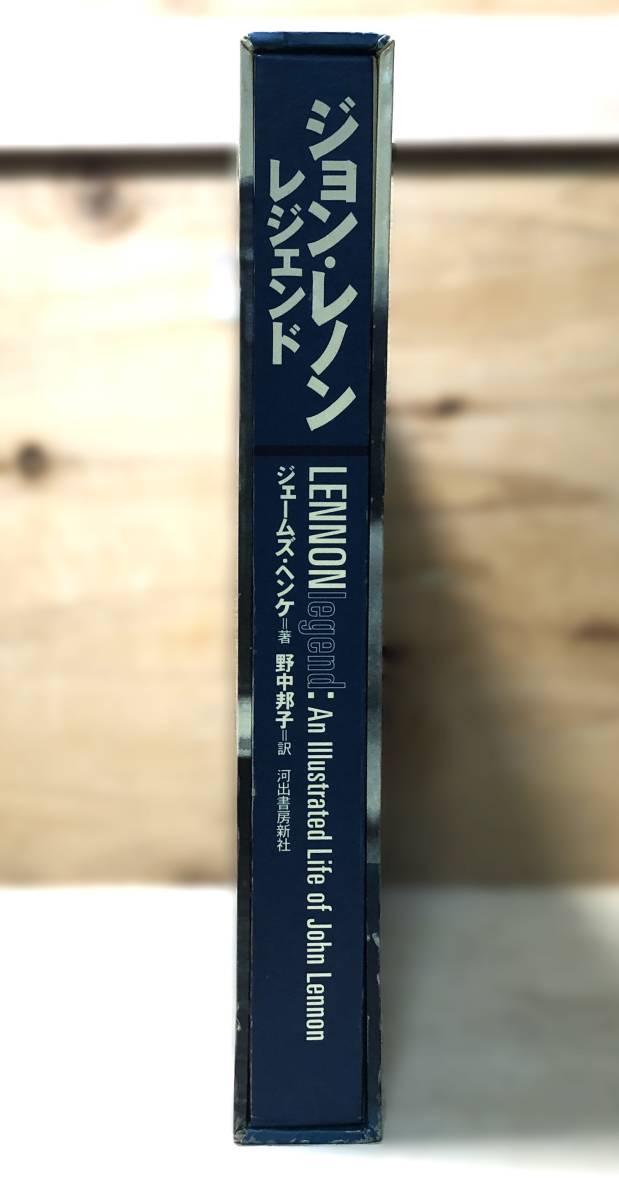 ジョン・レノン
レジェンド
LENNONlegend: An Illustrated Life of John Lennon
ジェームズ・ヘンケ=著 野中邦子=訳 河出書房新社